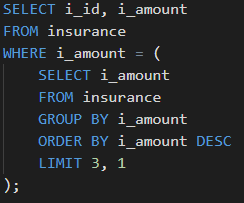 SELECT i_id, i_amount
FROM insurance
WHERE i_amount = (
    SELECT i_amount
    FROM insurance
    GROUP BY i_amount
    ORDER BY i_amount DESC
    LIMIT 3, 1
);